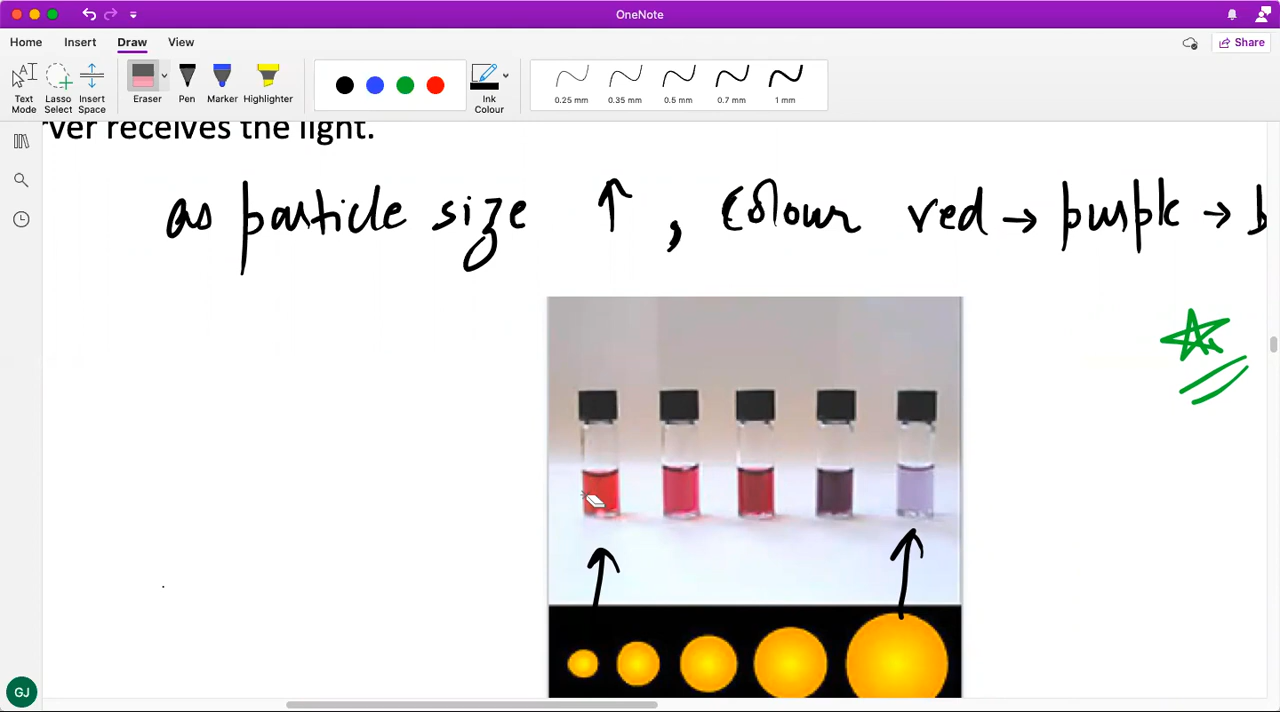 OneNote
Home Insert Draw View
Share
Text Mode
Lasso Select
Insert Space
Eraser
Pen
Marker
Highlighter
Ink Colour
0.25 mm
0.35 mm
0.5 mm
0.7 mm
1 mm
ver receives the light.
as particle size ↑ , colour red → purple → b
GJ